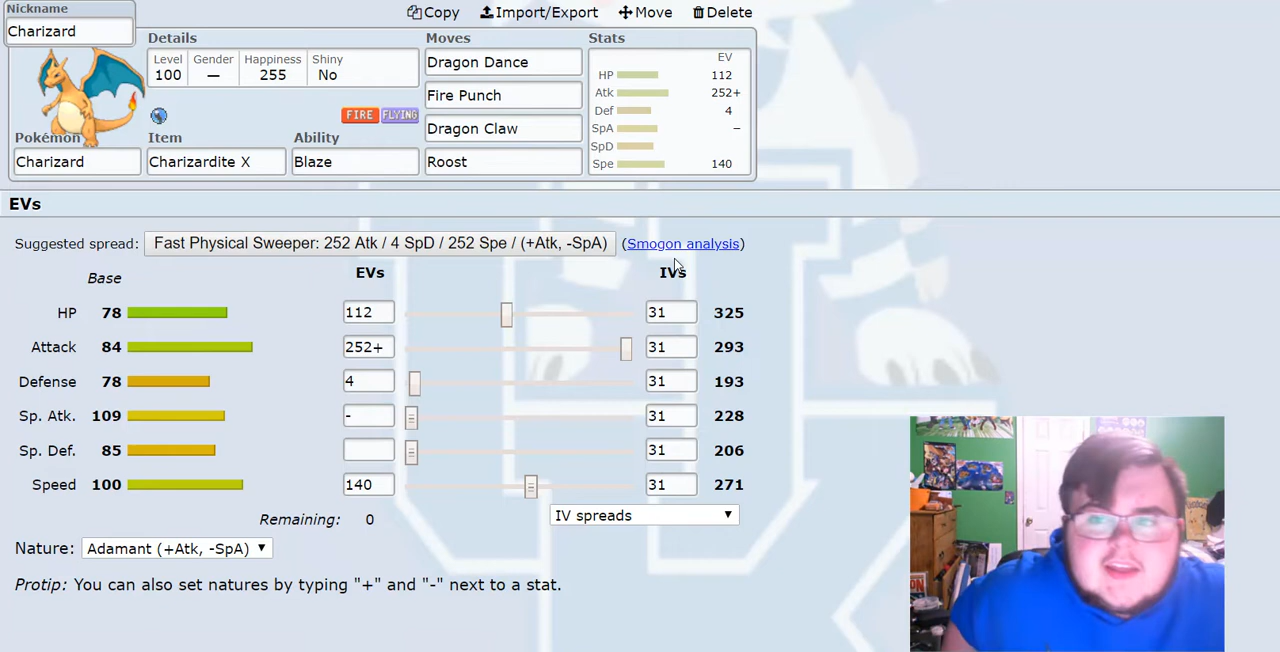 Nickname
Copy Import/Export Move Delete
Charizard
Details Moves Stats
Level Gender Happiness Shiny
100 — 255 No
Dragon Dance
EV
HP 112
Fire Punch
Atk 252+
Def 4
FIRE FLYING
SpA –
Dragon Claw
Pokémon Item Ability
SpD
Charizard Charizardite X Blaze Roost
Spe 140
EVs
Suggested spread: Fast Physical Sweeper: 252 Atk / 4 SpD / 252 Spe / (+Atk, -SpA) (Smogon analysis)
Base EVs IVs
HP 78 112 31 325
Attack 84 252+ 31 293
Defense 78 4 31 193
Sp. Atk. 109 - 31 228
Sp. Def. 85 31 206
Speed 100 140 31 271
Remaining: 0 IV spreads
Nature: Adamant (+Atk, -SpA)
Protip: You can also set natures by typing "+" and "-" next to a stat.